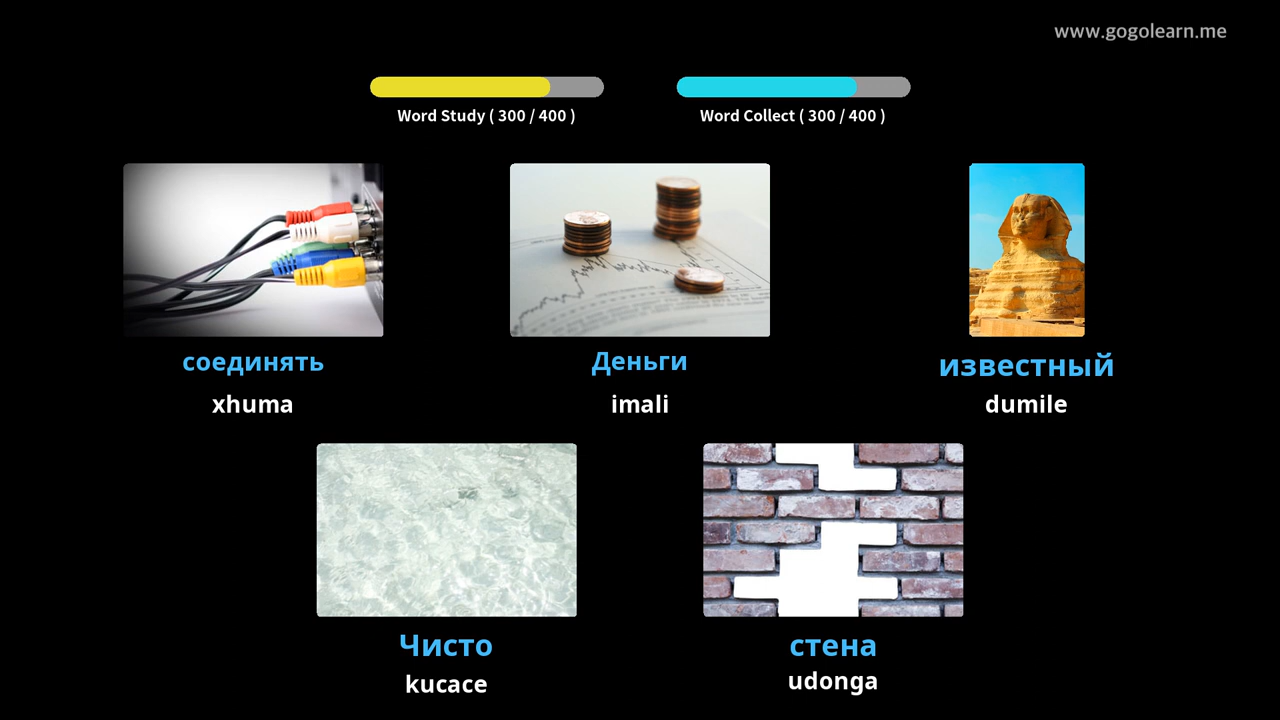 www.gogolearn.me
Word Study ( 300 / 400 )
Word Collect ( 300 / 400 )
соединять
Деньги
известный
xhuma
imali
dumile
Чисто
стена
kucace
udonga